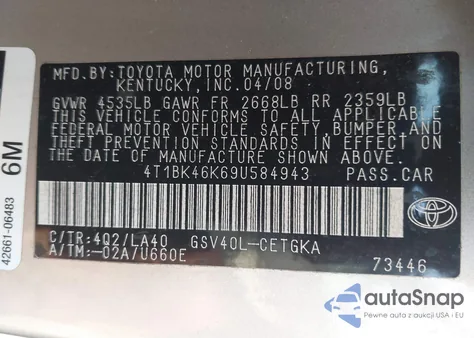 MFD.BY:TOYOTA MOTOR MANUFACTURING,
KENTUCKY,INC.04/08
GVWR 4535LB GAWR FR 2668LB RR 2359LB
THIS VEHICLE CONFORMS TO ALL APPLICABLE
FEDERAL MOTOR VEHICLE SAFETY, BUMPER, AND
THEFT PREVENTION STANDARDS IN EFFECT ON
THE DATE OF MANUFACTURE SHOWN ABOVE.
4T1BK46K69U584943 PASS.CAR
C/TR:4Q2/LA40 GSV40L-CETGKA
A/TM:-02A/U660E
73446
TOYOTA
42661-06483
6M
autoSnap
Pewne auta z aukcji USA i EU